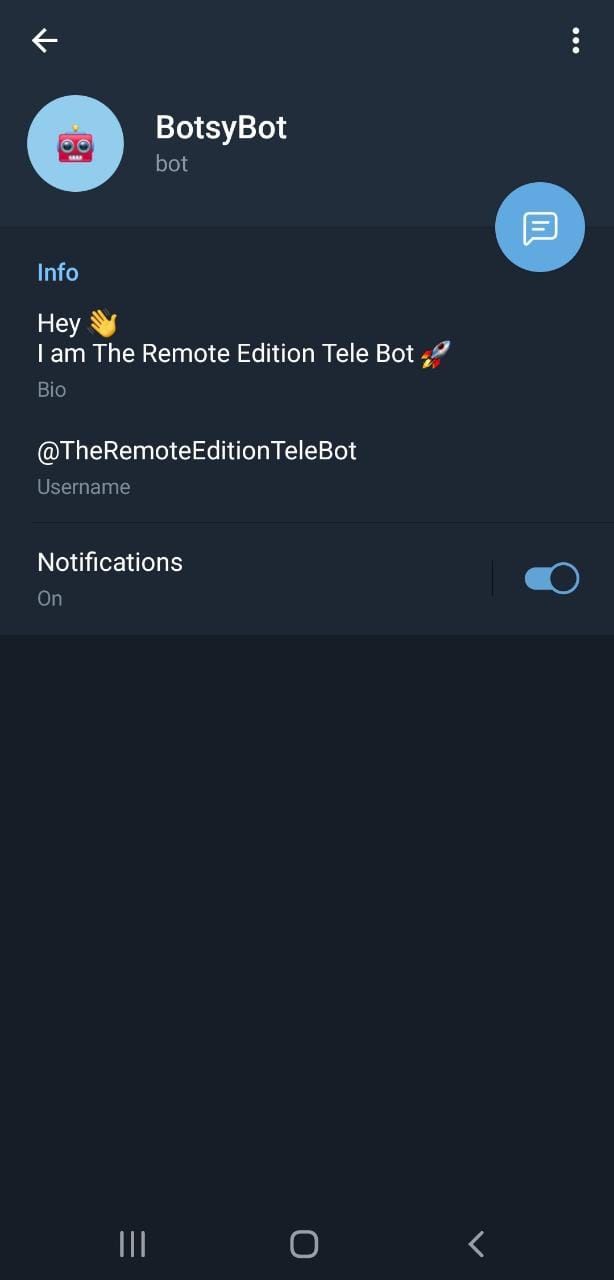 BotsyBot
bot
Info
Hey 👋
I am The Remote Edition Tele Bot 🚀
Bio
@TheRemoteEditionTeleBot
Username
Notifications
On